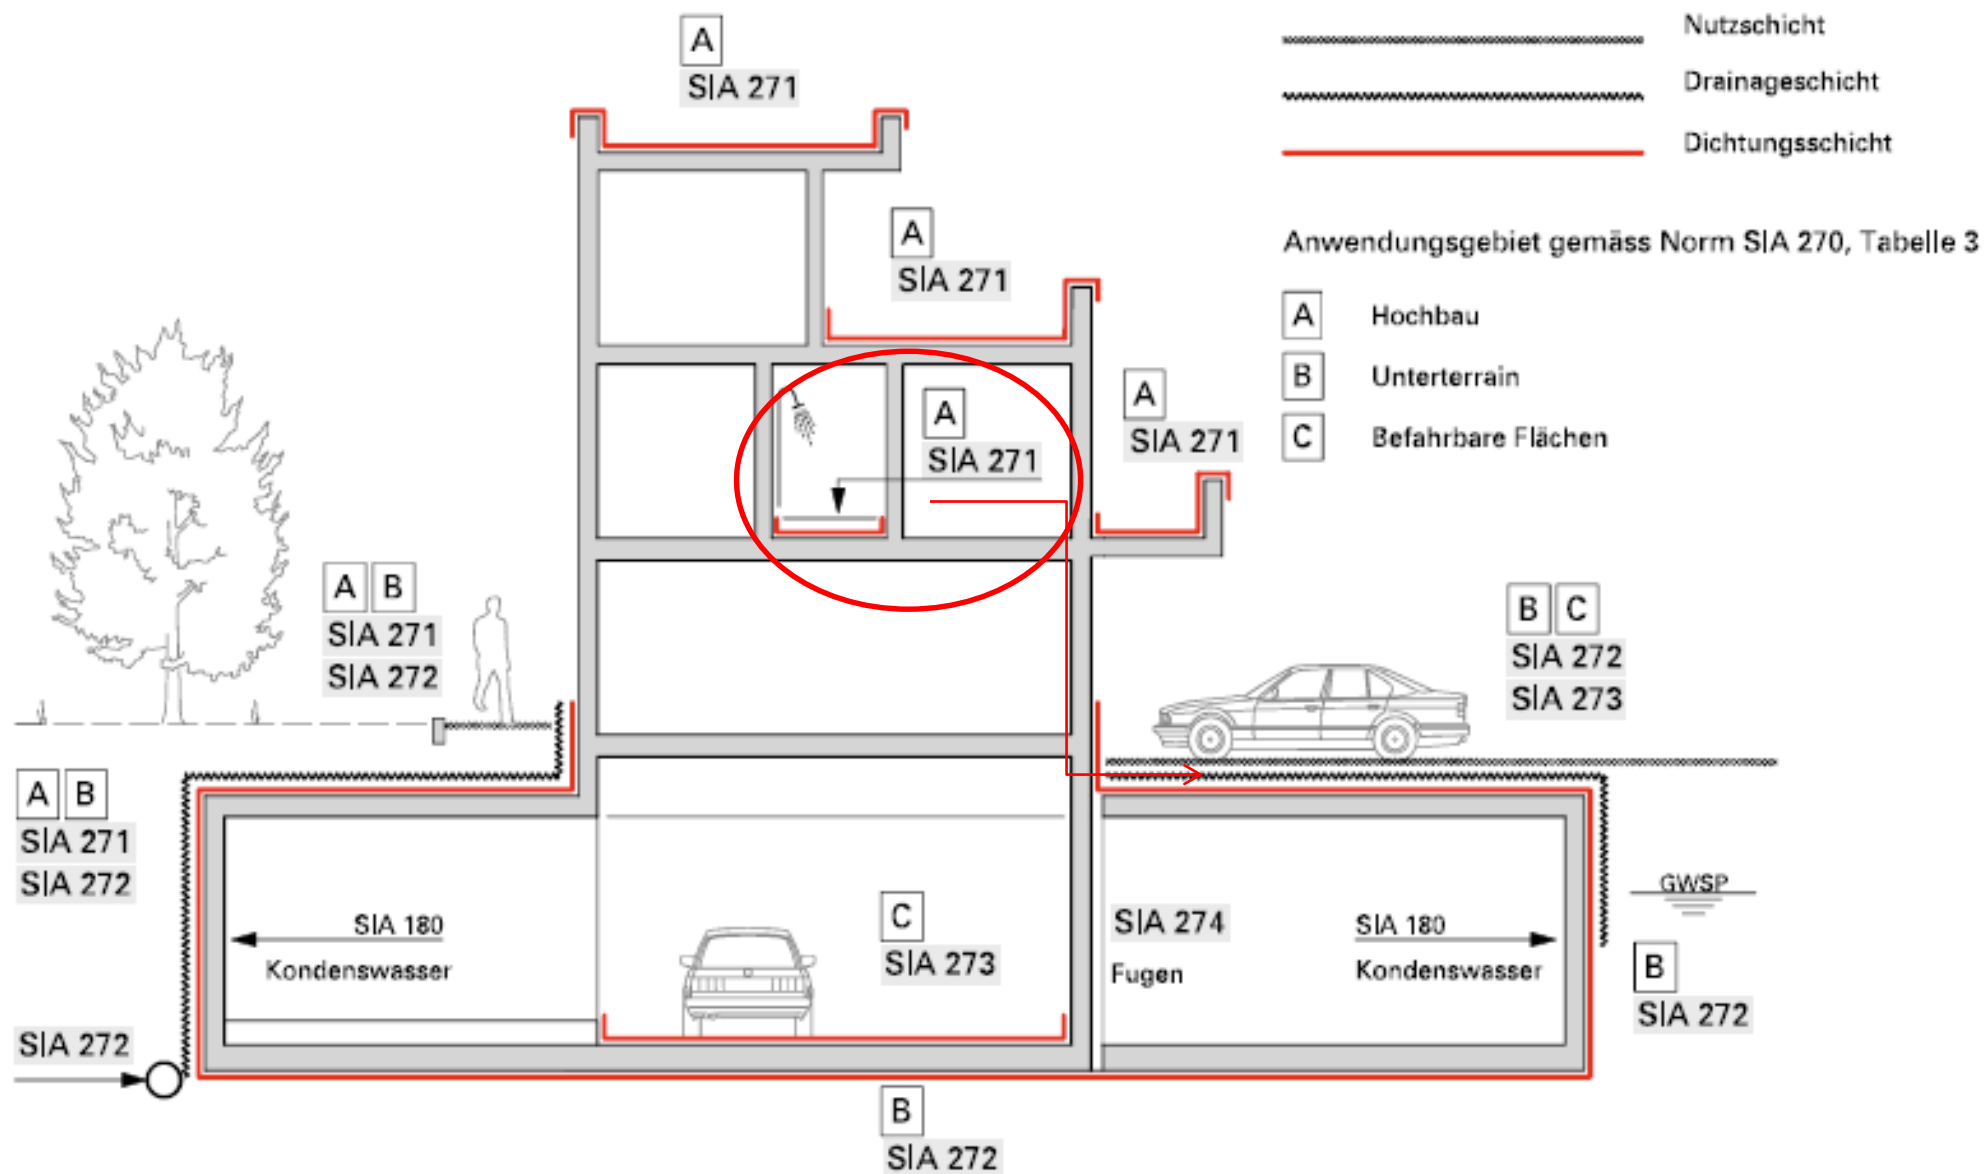 A
SIA 271
Nutzschicht
Drainageschicht
Dichtungsschicht
A
SIA 271
Anwendungsgebiet gemäss Norm SIA 270, Tabelle 3
A Hochbau
B Unterterrain
C Befahrbare Flächen
A
SIA 271
A
SIA 271
A B
SIA 271
SIA 272
B C
SIA 272
SIA 273
A B
SIA 271
SIA 272
SIA 180
Kondenswasser
C
SIA 273
SIA 274
Fugen
SIA 180
Kondenswasser
GWSP
B
SIA 272
SIA 272
B
SIA 272